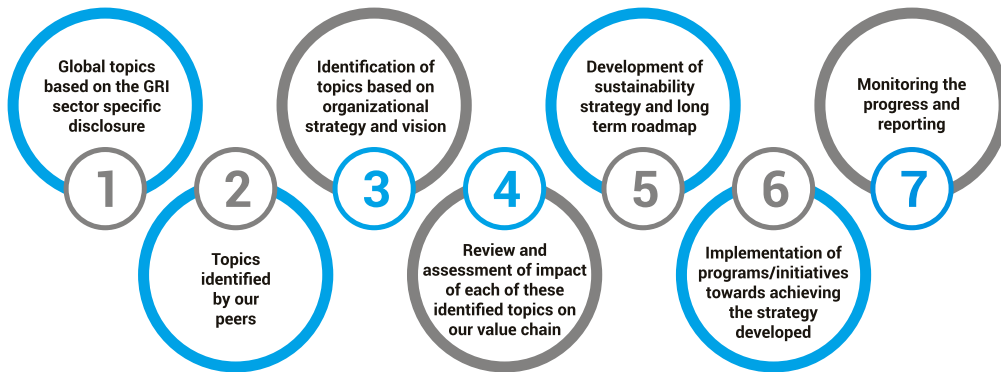 Global topics
based on the GRI
sector specific
disclosure
1
2
Topics
identified
by our
peers
Identification of
topics based on
organizational
strategy and vision
3
4
Review and
assessment of impact
of each of these
identified topics on
our value chain
Development of
sustainability
strategy and long
term roadmap
5
6
Implementation of
programs/initiatives
towards achieving
the strategy
developed
Monitoring the
progress and
reporting
7